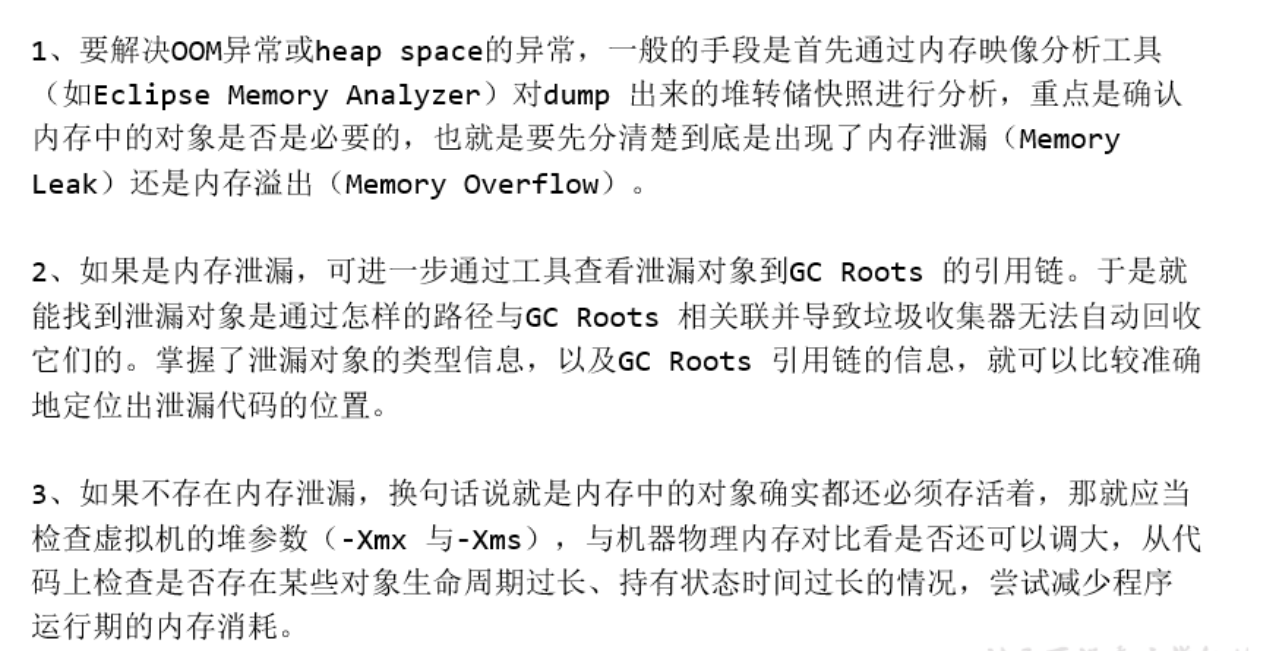 1、要解决OOM异常或heap space的异常，一般的手段是首先通过内存映像分析工具
（如Eclipse Memory Analyzer）对dump 出来的堆转储快照进行分析，重点是确认
内存中的对象是否是必要的，也就是要先分清楚到底是出现了内存泄漏（Memory
Leak）还是内存溢出（Memory Overflow）。
2、如果是内存泄漏，可进一步通过工具查看泄漏对象到GC Roots 的引用链。于是就
能找到泄漏对象是通过怎样的路径与GC Roots 相关联并导致垃圾收集器无法自动回收
它们的。掌握了泄漏对象的类型信息，以及GC Roots 引用链的信息，就可以比较准确
地定位出泄漏代码的位置。
3、如果不存在内存泄漏，换句话说就是内存中的对象确实都还必须存活着，那就应当
检查虚拟机的堆参数（-Xmx 与-Xms），与机器物理内存对比看是否还可以调大，从代
码上检查是否存在某些对象生命周期过长、持有状态时间过长的情况，尝试减少程序
运行期的内存消耗。